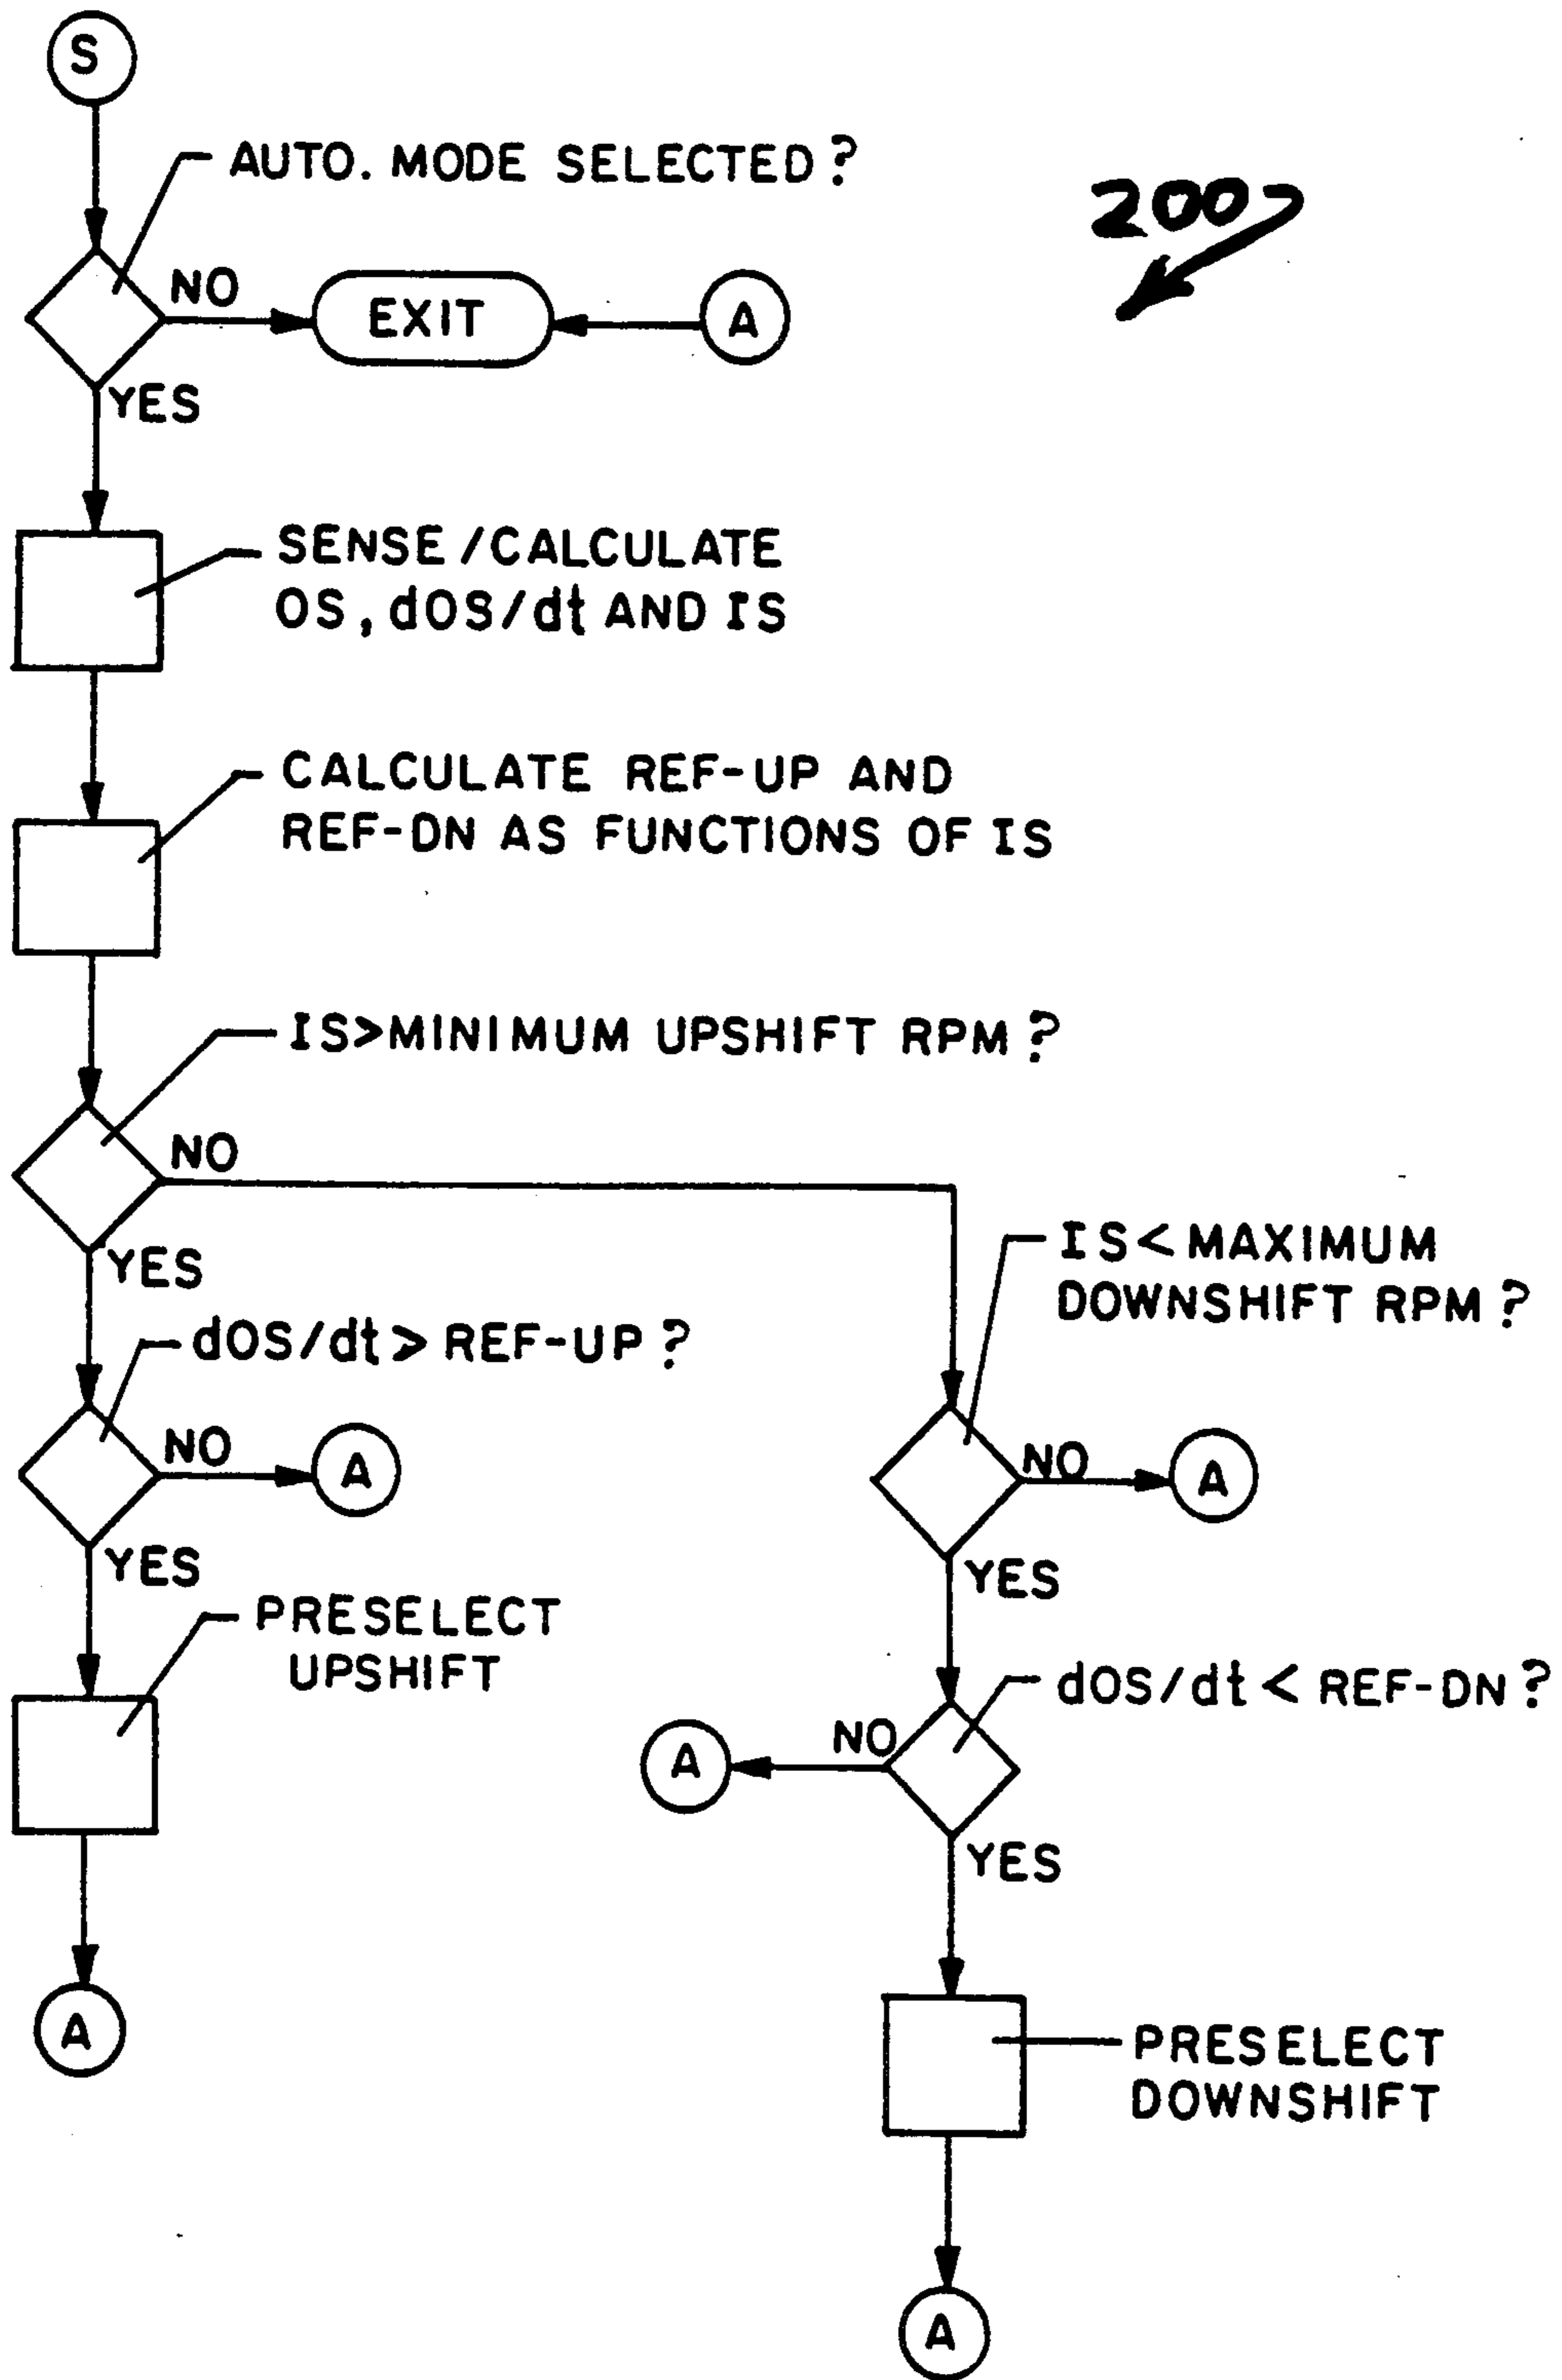 S
AUTO. MODE SELECTED?
200
NO
EXIT
A
YES
SENSE/CALCULATE
OS, dOS/dt AND IS
CALCULATE REF-UP AND
REF-DN AS FUNCTIONS OF IS
IS>MINIMUM UPSHIFT RPM?
NO
YES
IS<MAXIMUM
DOWNSHIFT RPM?
dOS/dt > REF-UP?
NO
A
NO
A
YES
YES
PRESELECT
UPSHIFT
dOS/dt < REF-DN?
NO
A
YES
A
PRESELECT
DOWNSHIFT
A